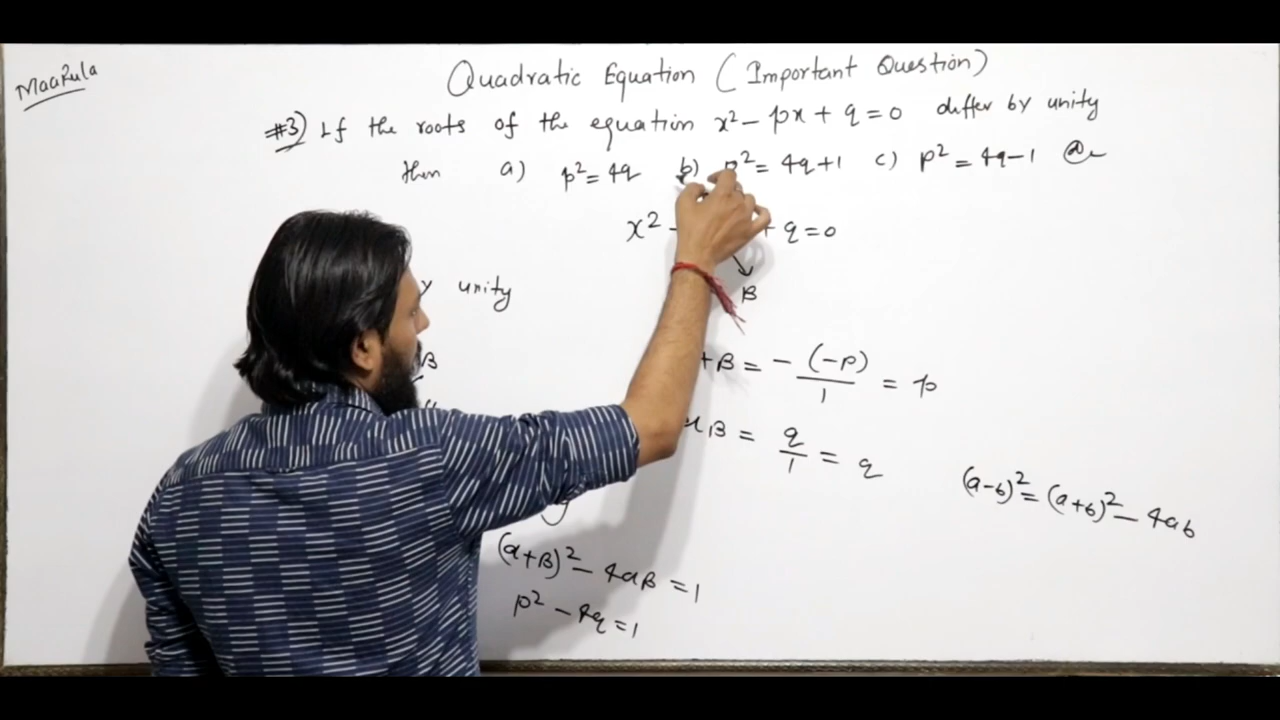 Maarula
Quadratic Equation (Important Question)
#3) If the roots of the equation x² - px + q = 0 differ by unity
then a) p² = 4q b) p² = 4q+1 c) p² = 4q-1
x² - + q = 0
y unity
B
β
+β = -(-p)/1 = p
αβ = q/1 = q
(a-b)² = (a+b)² - 4ab
(α+β)² - 4αβ = 1
p² - 4q = 1